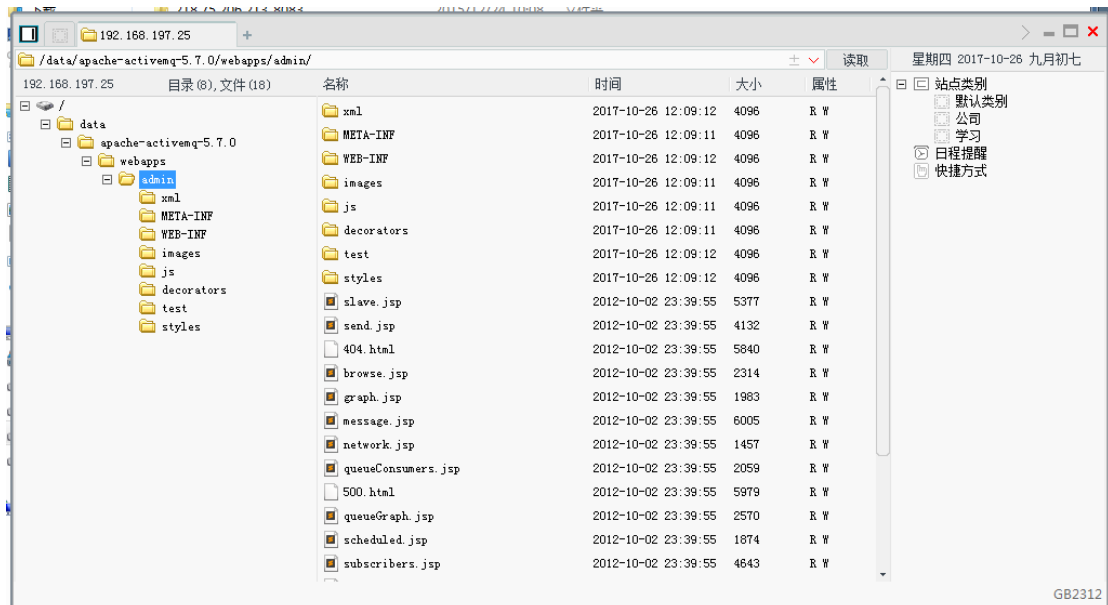 192.168.197.25 +
/data/apache-activemq-5.7.0/webapps/admin/ 读取 星期四 2017-10-26 九月初七
192.168.197.25 目录(8),文件(18) 名称 时间 大小 属性
/
data
apache-activemq-5.7.0
webapps
admin
xml
META-INF
WEB-INF
images
js
decorators
test
styles
xml 2017-10-26 12:09:12 4096 R W
META-INF 2017-10-26 12:09:11 4096 R W
WEB-INF 2017-10-26 12:09:11 4096 R W
images 2017-10-26 12:09:11 4096 R W
js 2017-10-26 12:09:11 4096 R W
decorators 2017-10-26 12:09:11 4096 R W
test 2017-10-26 12:09:12 4096 R W
styles 2017-10-26 12:09:12 4096 R W
slave.jsp 2012-10-02 23:39:55 5377 R W
send.jsp 2012-10-02 23:39:55 4132 R W
404.html 2012-10-02 23:39:55 5840 R W
browse.jsp 2012-10-02 23:39:55 2314 R W
graph.jsp 2012-10-02 23:39:55 1983 R W
message.jsp 2012-10-02 23:39:55 6005 R W
network.jsp 2012-10-02 23:39:55 1457 R W
queueConsumers.jsp 2012-10-02 23:39:55 2059 R W
500.html 2012-10-02 23:39:55 5979 R W
queueGraph.jsp 2012-10-02 23:39:55 2570 R W
scheduled.jsp 2012-10-02 23:39:55 1874 R W
subscribers.jsp 2012-10-02 23:39:55 4643 R W
站点类别
默认类别
公司
学习
日程提醒
快捷方式
GB2312